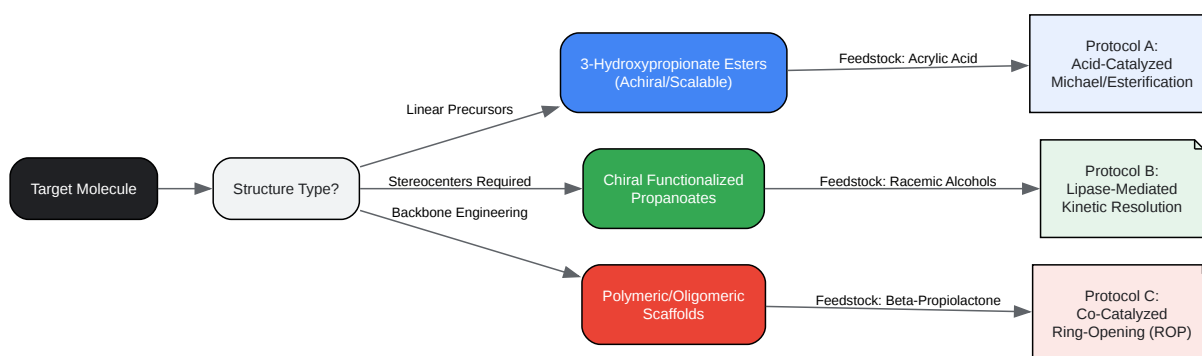 Target Molecule
Structure Type?
Linear Precursors
Stereocenters Required
Backbone Engineering
3-Hydroxypropionate Esters
(Achiral/Scalable)
Feedstock: Acrylic Acid
Protocol A:
Acid-Catalyzed
Michael/Esterification
Chiral Functionalized
Propanoates
Feedstock: Racemic Alcohols
Protocol B:
Lipase-Mediated
Kinetic Resolution
Polymeric/Oligomeric
Scaffolds
Feedstock: Beta-Propiolactone
Protocol C:
Co-Catalyzed
Ring-Opening (ROP)